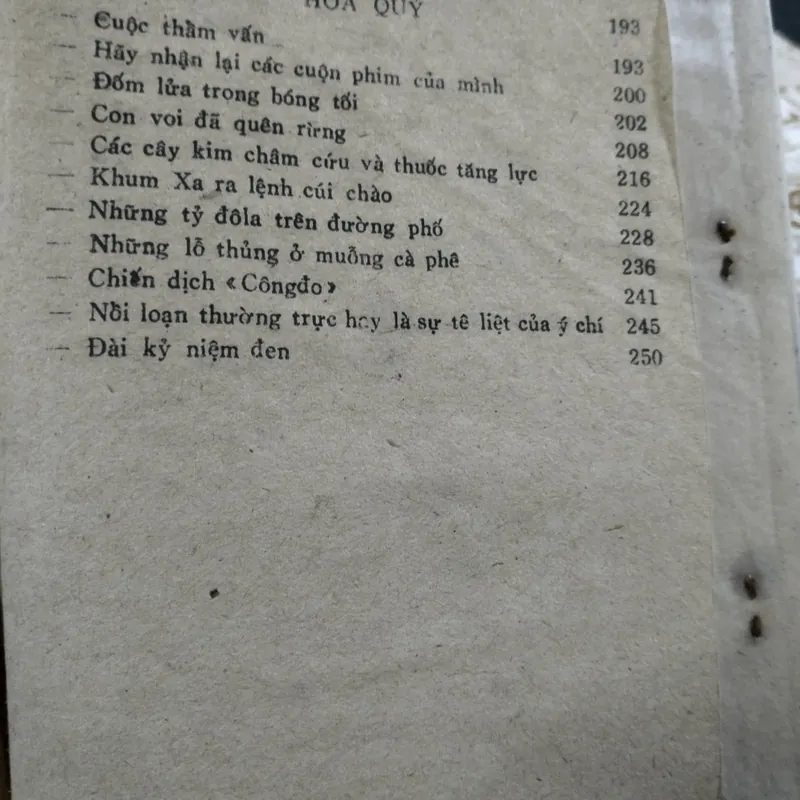 HOA QUỲ 193
— Cuộc thẩm vấn 193
— Hãy nhận lại các cuộn phim của mình 200
— Đốm lửa trong bóng tối 202
— Con voi đã quên rừng 208
— Các cây kim châm cứu và thuốc tăng lực 216
— Khum Xa ra lệnh cúi chào 224
— Những tỷ đôla trên đường phố 228
— Những lỗ thủng ở muỗng cà phê 236
— Chiến dịch «Côngđo» 241
— Nổi loạn thường trực hay là sự tê liệt của ý chí 245
— Đài kỷ niệm đen 250